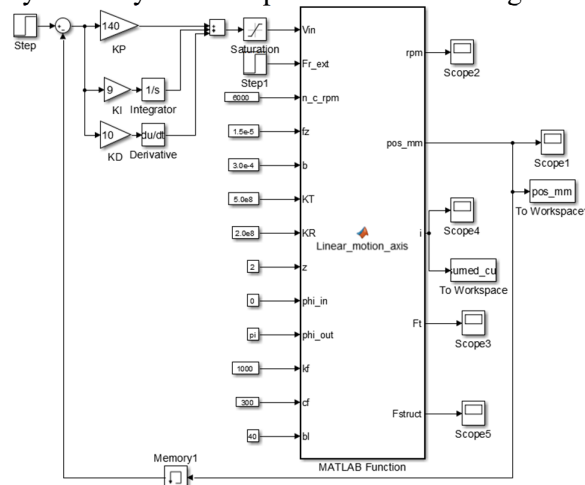 Step
140
KP
9
KI
1/s
Integrator
10
KD
du/dt
Derivative
Saturation
Step1
6000
1.5e-5
3.0e-4
5.0e8
2.0e8
2
0
pi
1000
300
40
Vin
Fr_ext
n_c_rpm
fz
b
KT
KR
z
phi_in
phi_out
kf
cf
bl
Linear_motion_axis
MATLAB Function
rpm
pos_mm
i
Ft
Fstruct
Scope2
Scope1
pos_mm
To Workspace
Scope4
umed_cu
To Workspace
Scope3
Scope5
Memory1